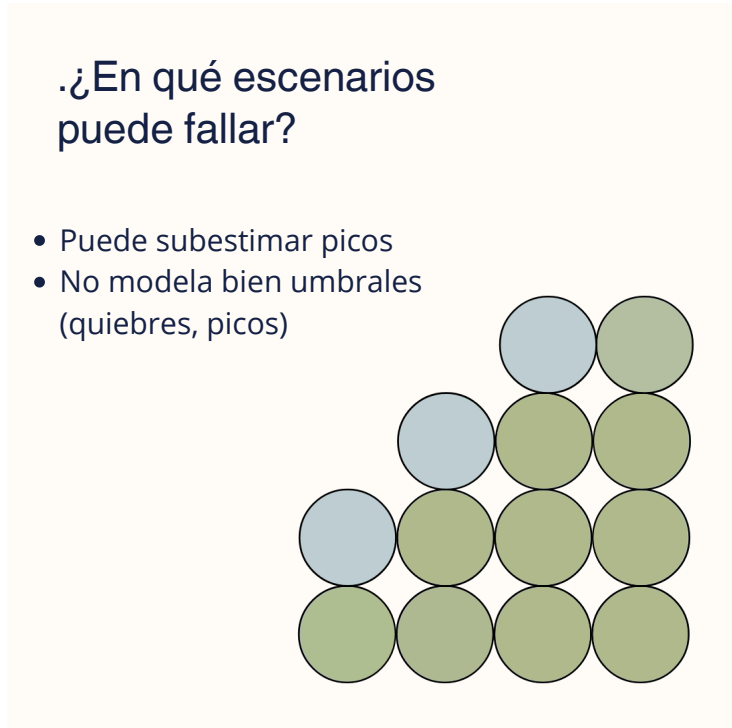 .¿En qué escenarios
puede fallar?
• Puede subestimar picos
• No modela bien umbrales
(quiebres, picos)